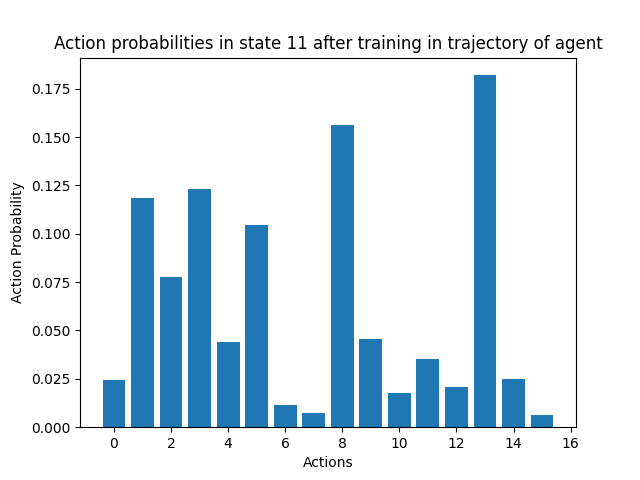 Action probabilities in state 11 after training in trajectory of agent
0.175
0.150
0.125
0.100
0.075
0.050
0.025
0.000
Action Probability
0 2 4 6 8 10 12 14 16
Actions